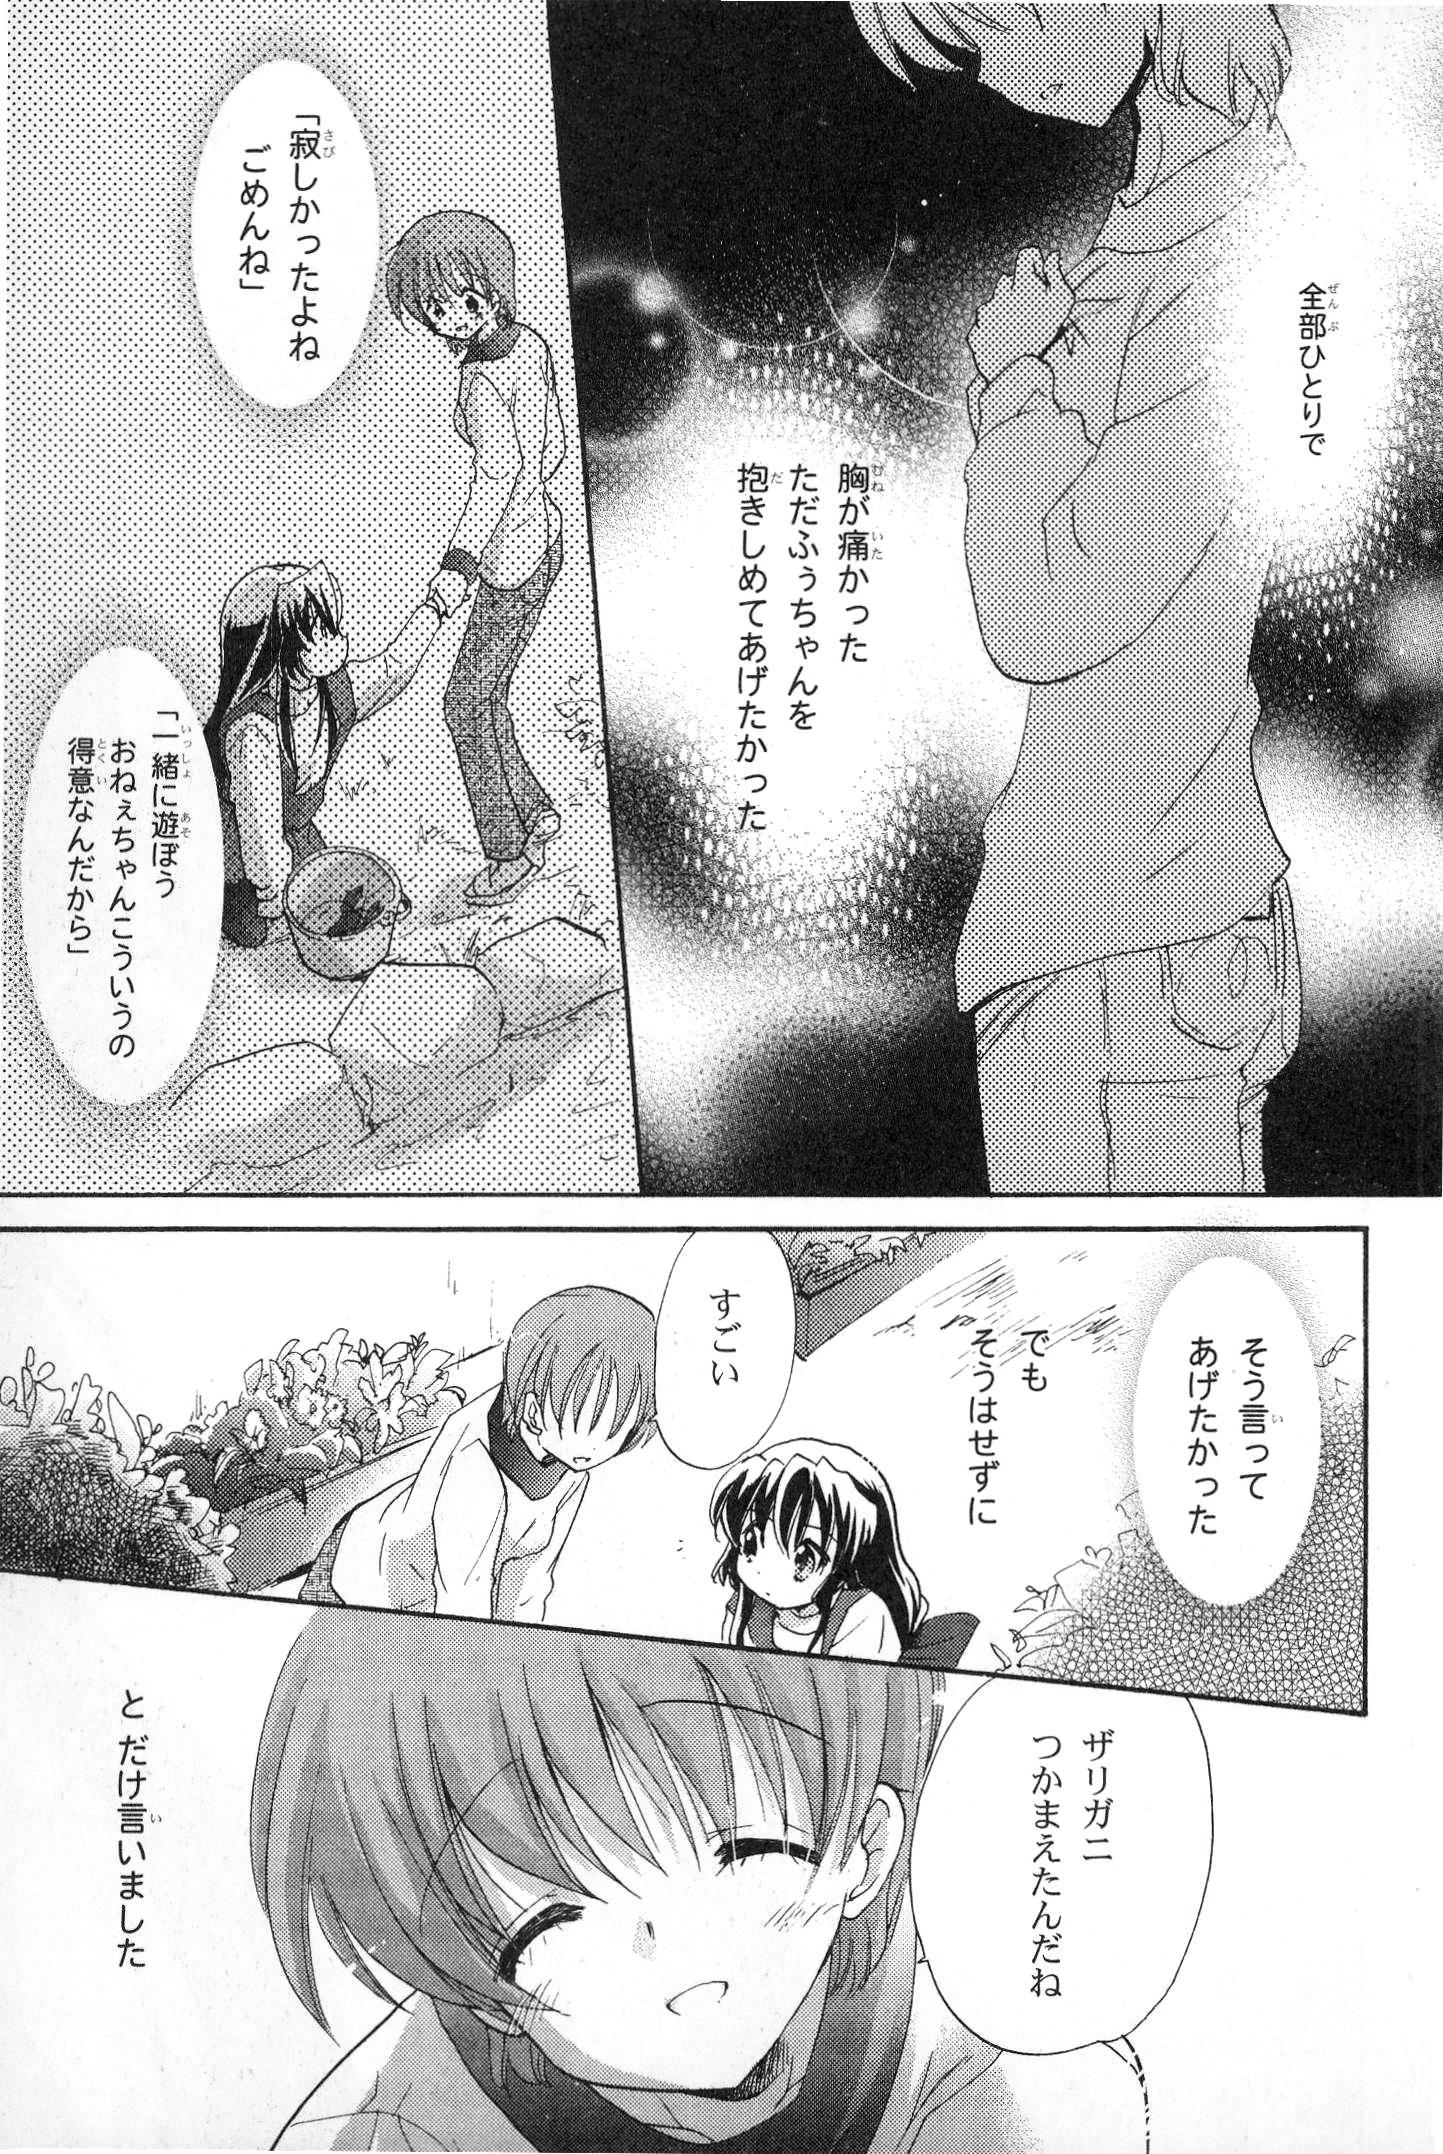 全部ひとりで
胸が痛かった
ただふぅちゃんを
抱きしめてあげたかった
「寂しかったよね
ごめんね」
「一緒に遊ぼう
おねぇちゃんこういうの
得意なんだから」
そう言って
あげたかった
でも
そうはせずに
すごい
ザリガニ
つかまえたんだね
と だけ言いました